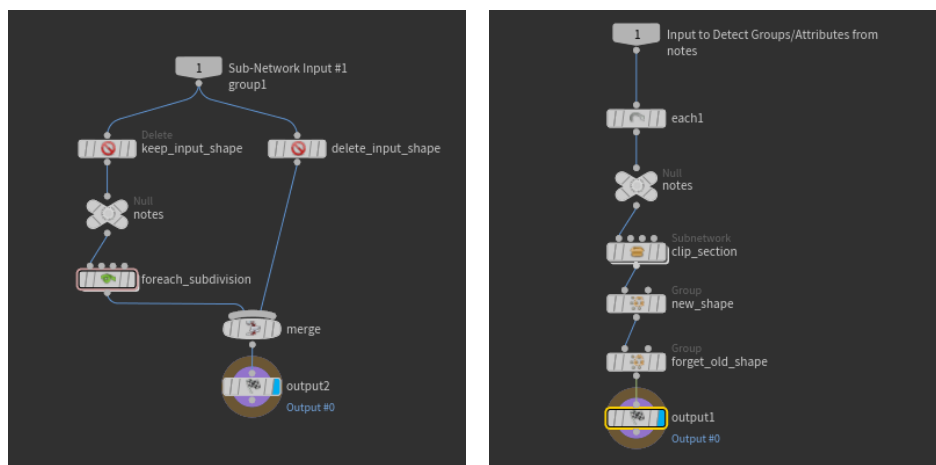 1
Sub-Network Input #1
group1
Delete
keep_input_shape
delete_input_shape
Null
notes
foreach_subdivision
merge
output2
Output #0
1
Input to Detect Groups/Attributes from
notes
each1
Null
notes
Subnetwork
clip_section
Group
new_shape
Group
forget_old_shape
output1
Output #0